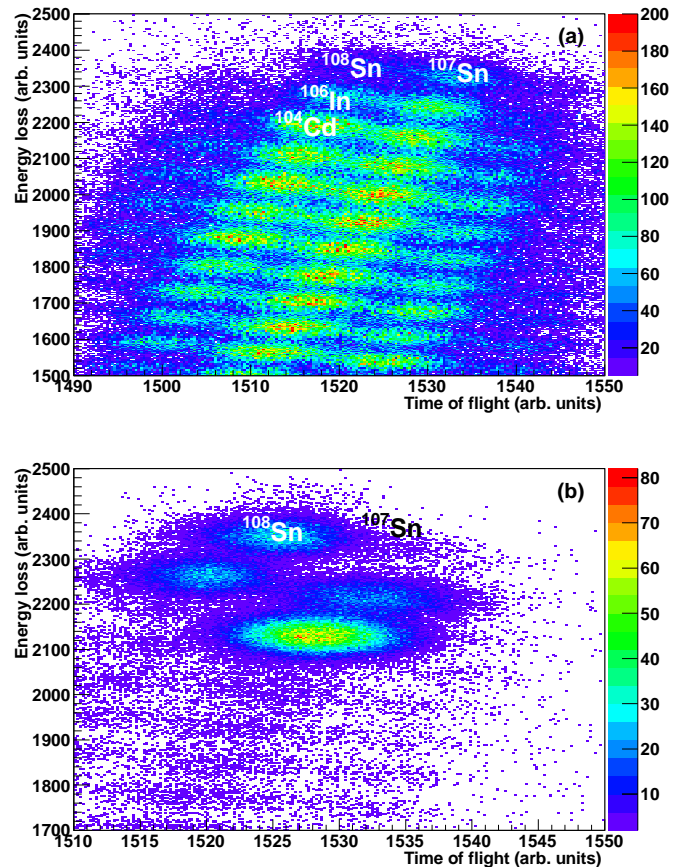 (a)
Energy loss (arb. units)
2500
2400
2300
2200
2100
2000
1900
1800
1700
1600
1500
¹⁰⁸Sn
¹⁰⁷Sn
¹⁰⁶In
¹⁰⁴Cd
200
180
160
140
120
100
80
60
40
20
1490 1500 1510 1520 1530 1540 1550
Time of flight (arb. units)
(b)
Energy loss (arb. units)
2500
2400
2300
2200
2100
2000
1900
1800
1700
¹⁰⁸Sn
¹⁰⁷Sn
80
70
60
50
40
30
20
10
1510 1515 1520 1525 1530 1535 1540 1545 1550
Time of flight (arb. units)